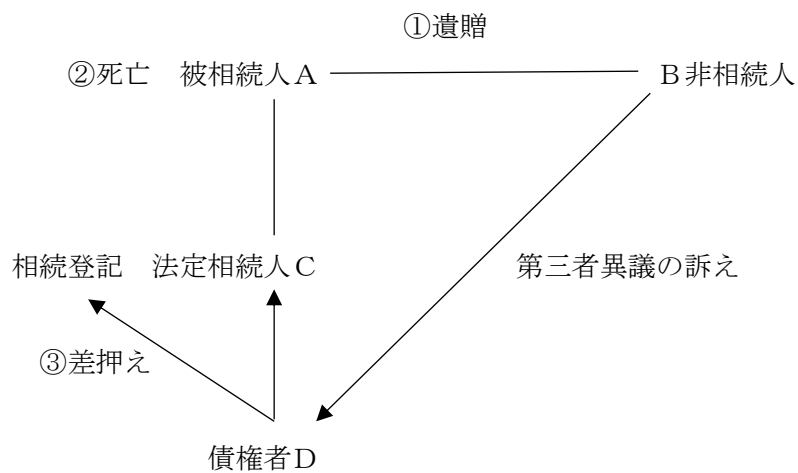 ①遺贈
②死亡　被相続人A
B非相続人
相続登記　法定相続人C
第三者異議の訴え
③差押え
債権者D